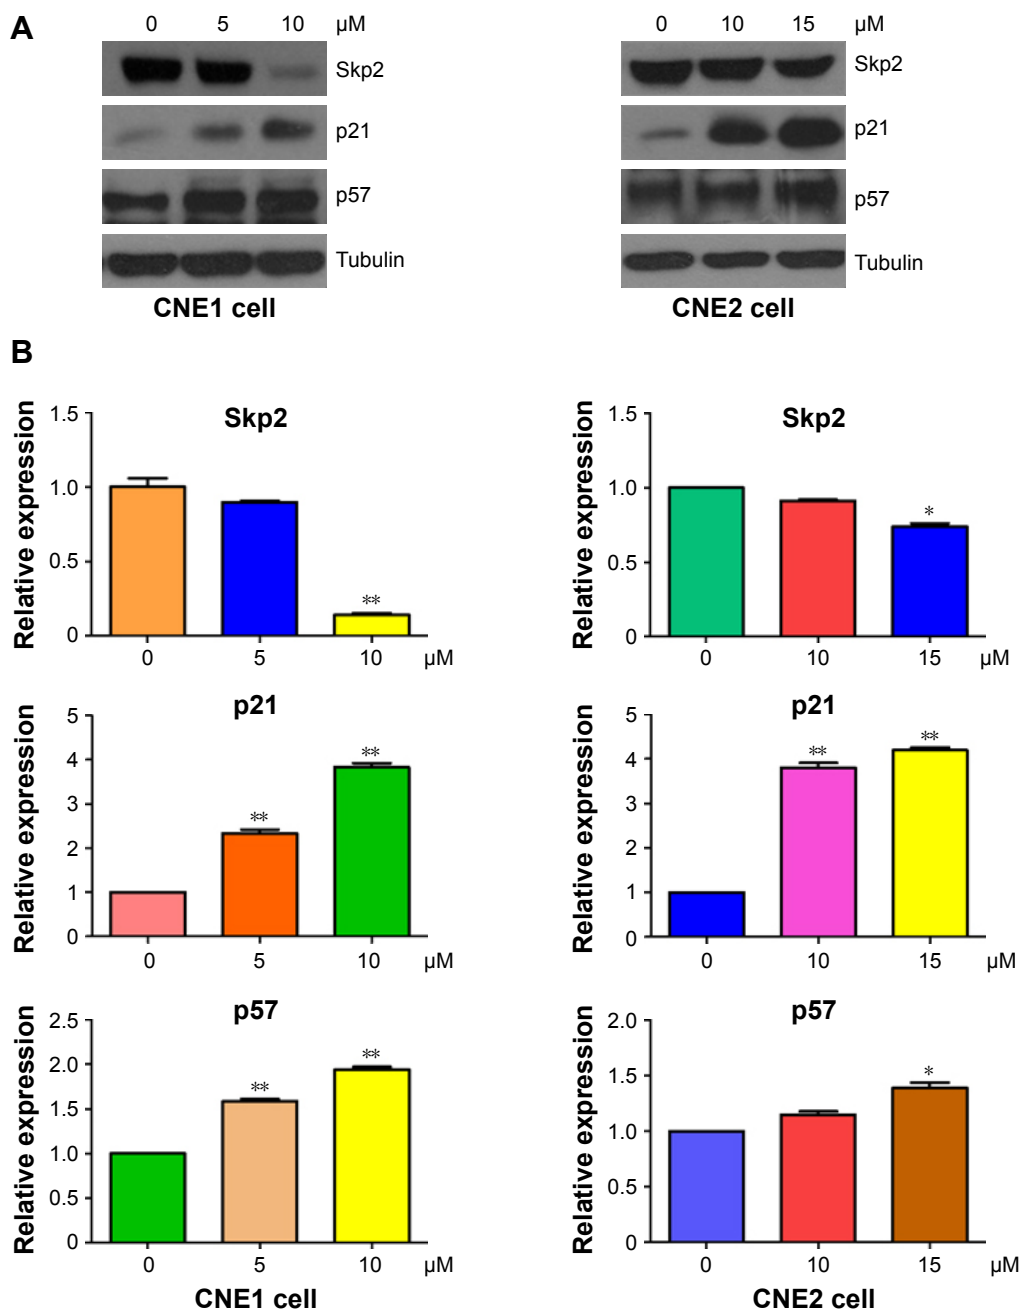 A
0 5 10 µM
Skp2
p21
p57
Tubulin
CNE1 cell
0 10 15 µM
Skp2
p21
p57
Tubulin
CNE2 cell
B
Skp2
Relative expression
1.5
1.0
0.5
0
**
0 5 10 µM
Skp2
Relative expression
1.5
1.0
0.5
0
*
0 10 15 µM
p21
Relative expression
5
4
3
2
1
0
**
**
0 5 10 µM
p21
Relative expression
5
4
3
2
1
0
**
**
0 10 15 µM
p57
Relative expression
2.5
2.0
1.5
1.0
0.5
0
**
**
0 5 10 µM
CNE1 cell
p57
Relative expression
2.0
1.5
1.0
0.5
0
*
0 10 15 µM
CNE2 cell